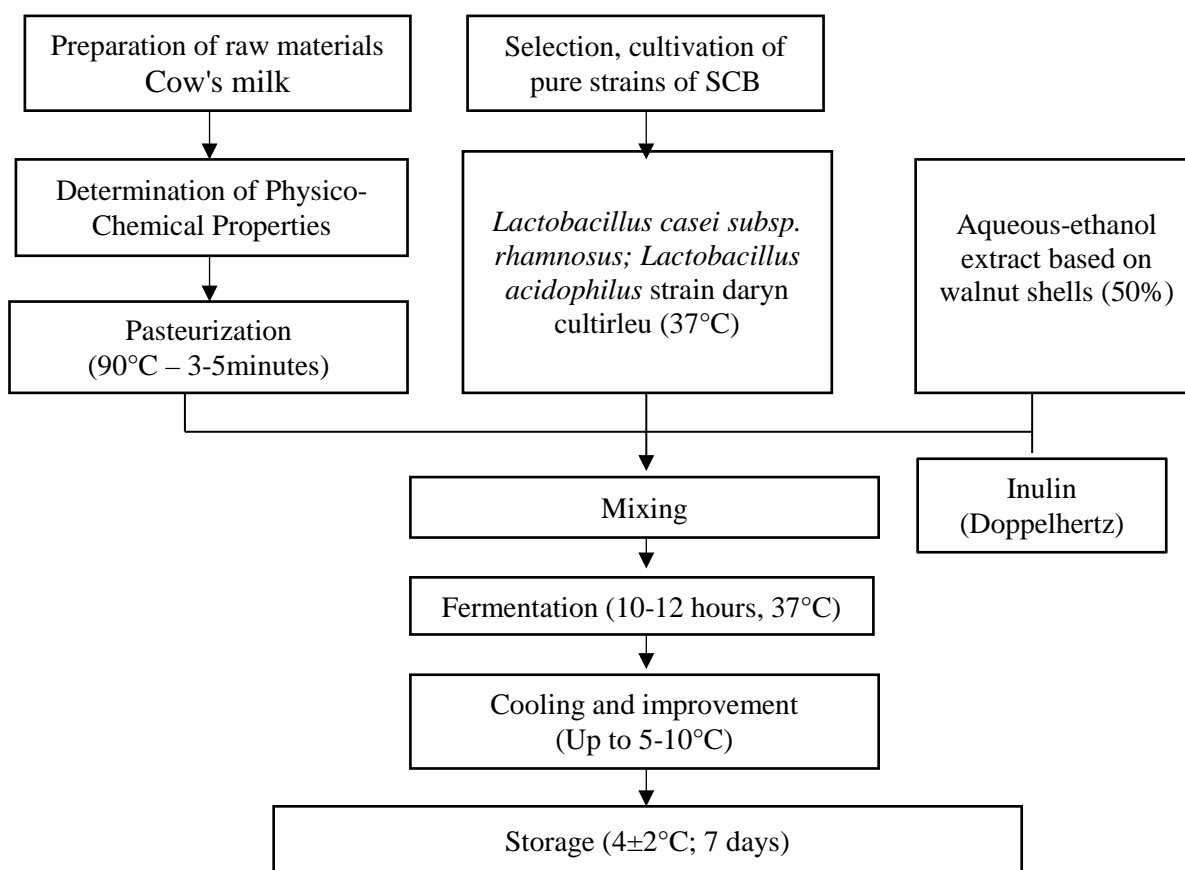 Preparation of raw materials
Cow's milk
Selection, cultivation of
pure strains of SCB
Determination of Physico-
Chemical Properties
Lactobacillus casei subsp.
rhamnosus; Lactobacillus
acidophilus strain daryn
cultirleu (37°C)
Aqueous-ethanol
extract based on
walnut shells (50%)
Pasteurization
(90°C – 3-5minutes)
Inulin
(Doppelhertz)
Mixing
Fermentation (10-12 hours, 37°C)
Cooling and improvement
(Up to 5-10°C)
Storage (4±2°C; 7 days)